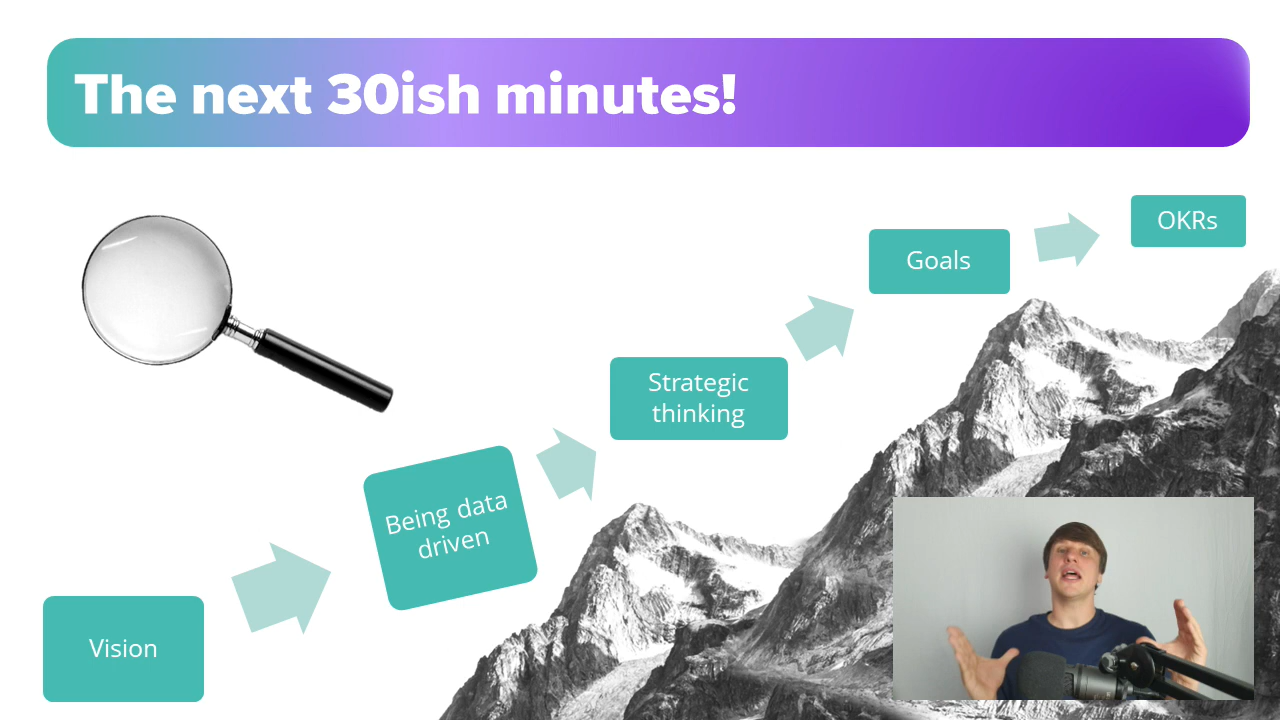 The next 30ish minutes!
OKRs
Goals
Strategic
thinking
Being data
driven
Vision